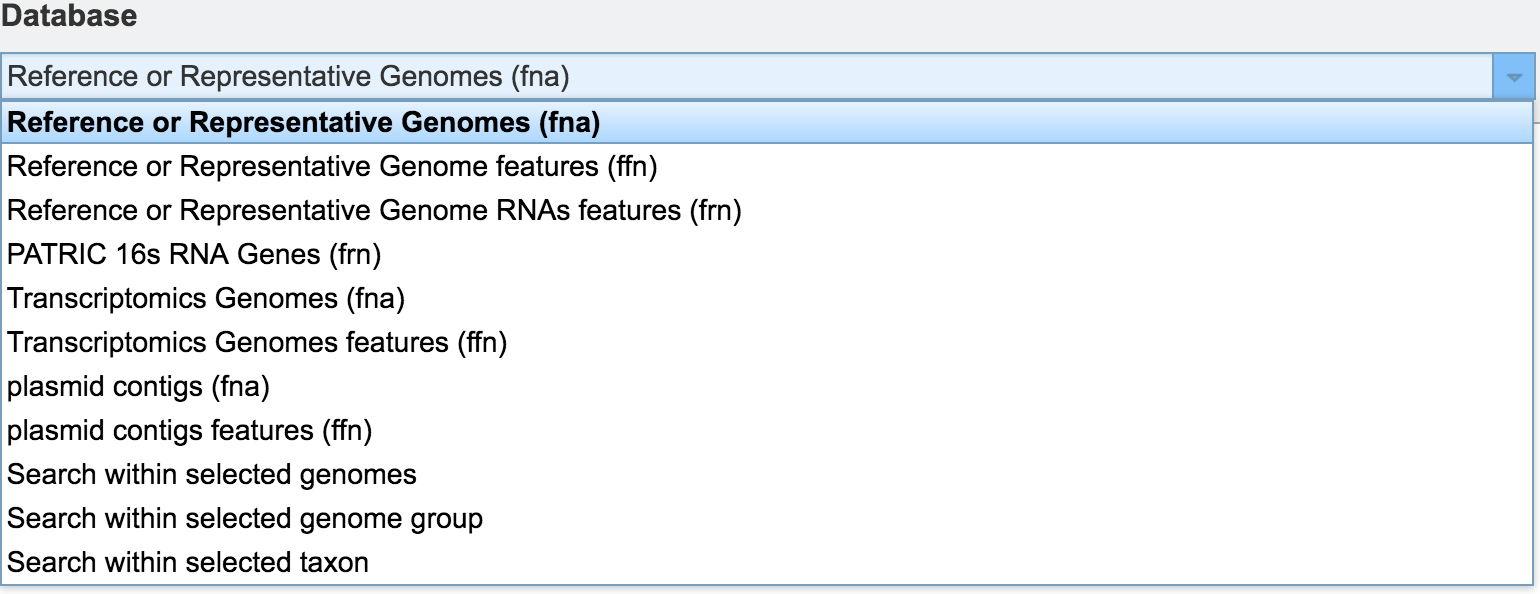 Database
Reference or Representative Genomes (fna)
Reference or Representative Genomes (fna)
Reference or Representative Genome features (ffn)
Reference or Representative Genome RNAs features (frn)
PATRIC 16s RNA Genes (frn)
Transcriptomics Genomes (fna)
Transcriptomics Genomes features (ffn)
plasmid contigs (fna)
plasmid contigs features (ffn)
Search within selected genomes
Search within selected genome group
Search within selected taxon